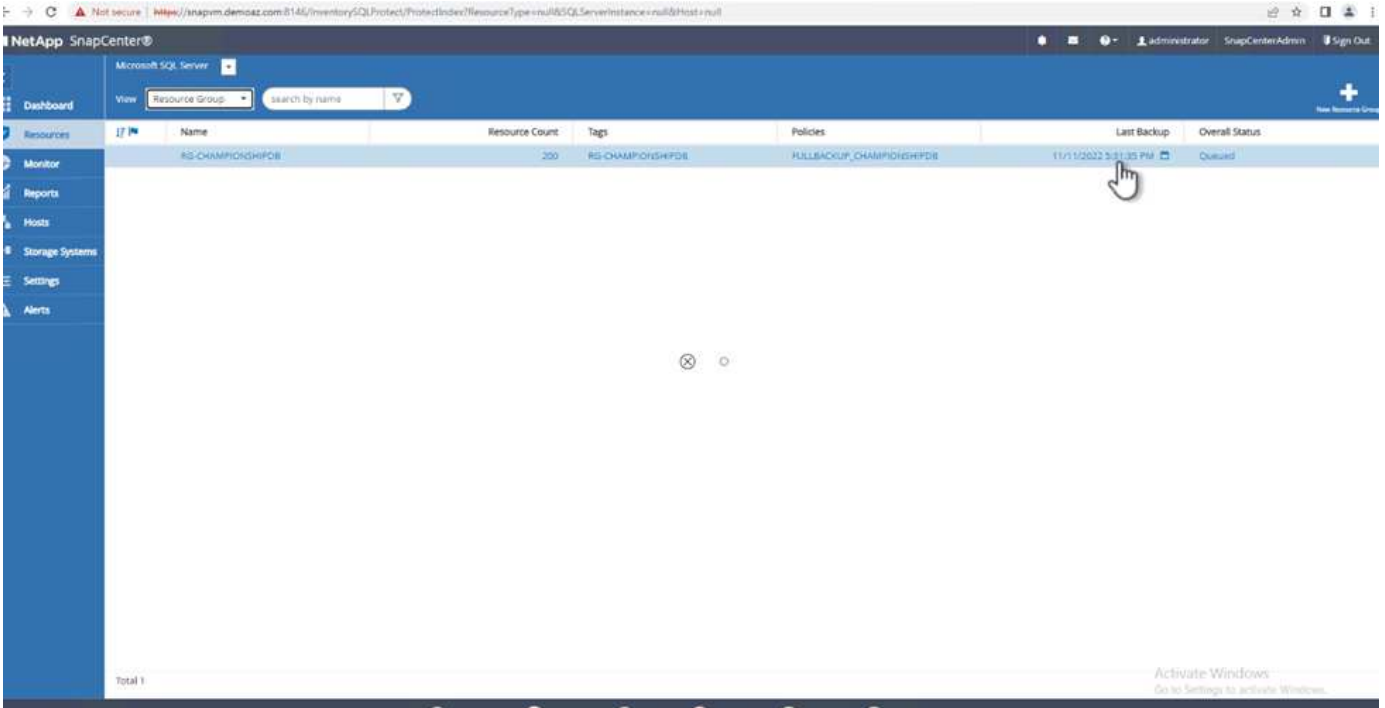 Not secure | https://snapvm.demoaz.com:8146/InventorySQLProtect/ProtectIndex?ResourceType=null&SQLServerInstance=null&Host=null
NetApp SnapCenter®
administrator SnapCenterAdmin Sign Out
Microsoft SQL Server
View Resource Group search by name
New Resource Group
Dashboard
Resources
Monitor
Reports
Hosts
Storage Systems
Settings
Alerts
Name Resource Count Tags Policies Last Backup Overall Status
RG-CHAMPIONSHIPDB 200 RG-CHAMPIONSHIPDB FULLBACKUP_CHAMPIONSHIPDB 11/11/2022 5:31:35 PM Queued
Total 1
Activate Windows
Go to Settings to activate Windows.